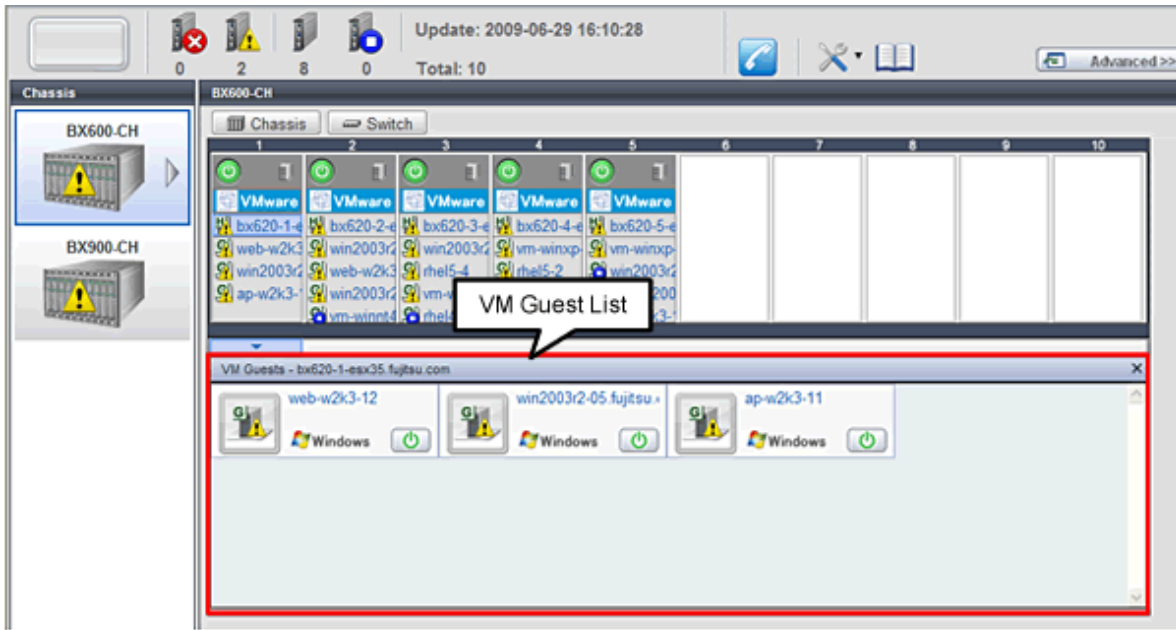 Update: 2009-06-29 16:10:28
0 2 8 0 Total: 10
Advanced >>
Chassis
BX600-CH
BX600-CH
BX900-CH
Chassis Switch
1 2 3 4 5 6 7 8 9 10
VMware VMware VMware VMware VMware
bx620-1-e bx620-2-e bx620-3-e bx620-4-e bx620-5-e
web-w2k3 win2003r2 win2003r2 vm-winxp- vm-winxp-
win2003r2 web-w2k3 rhel5-4 rhel5-2 win2003r2
ap-w2k3-1 win2003r2 vm-
vm-winnt4
VM Guest List
VM Guests - bx620-1-esx35.fujitsu.com
web-w2k3-12 win2003r2-05.fujitsu. ap-w2k3-11
Windows Windows Windows